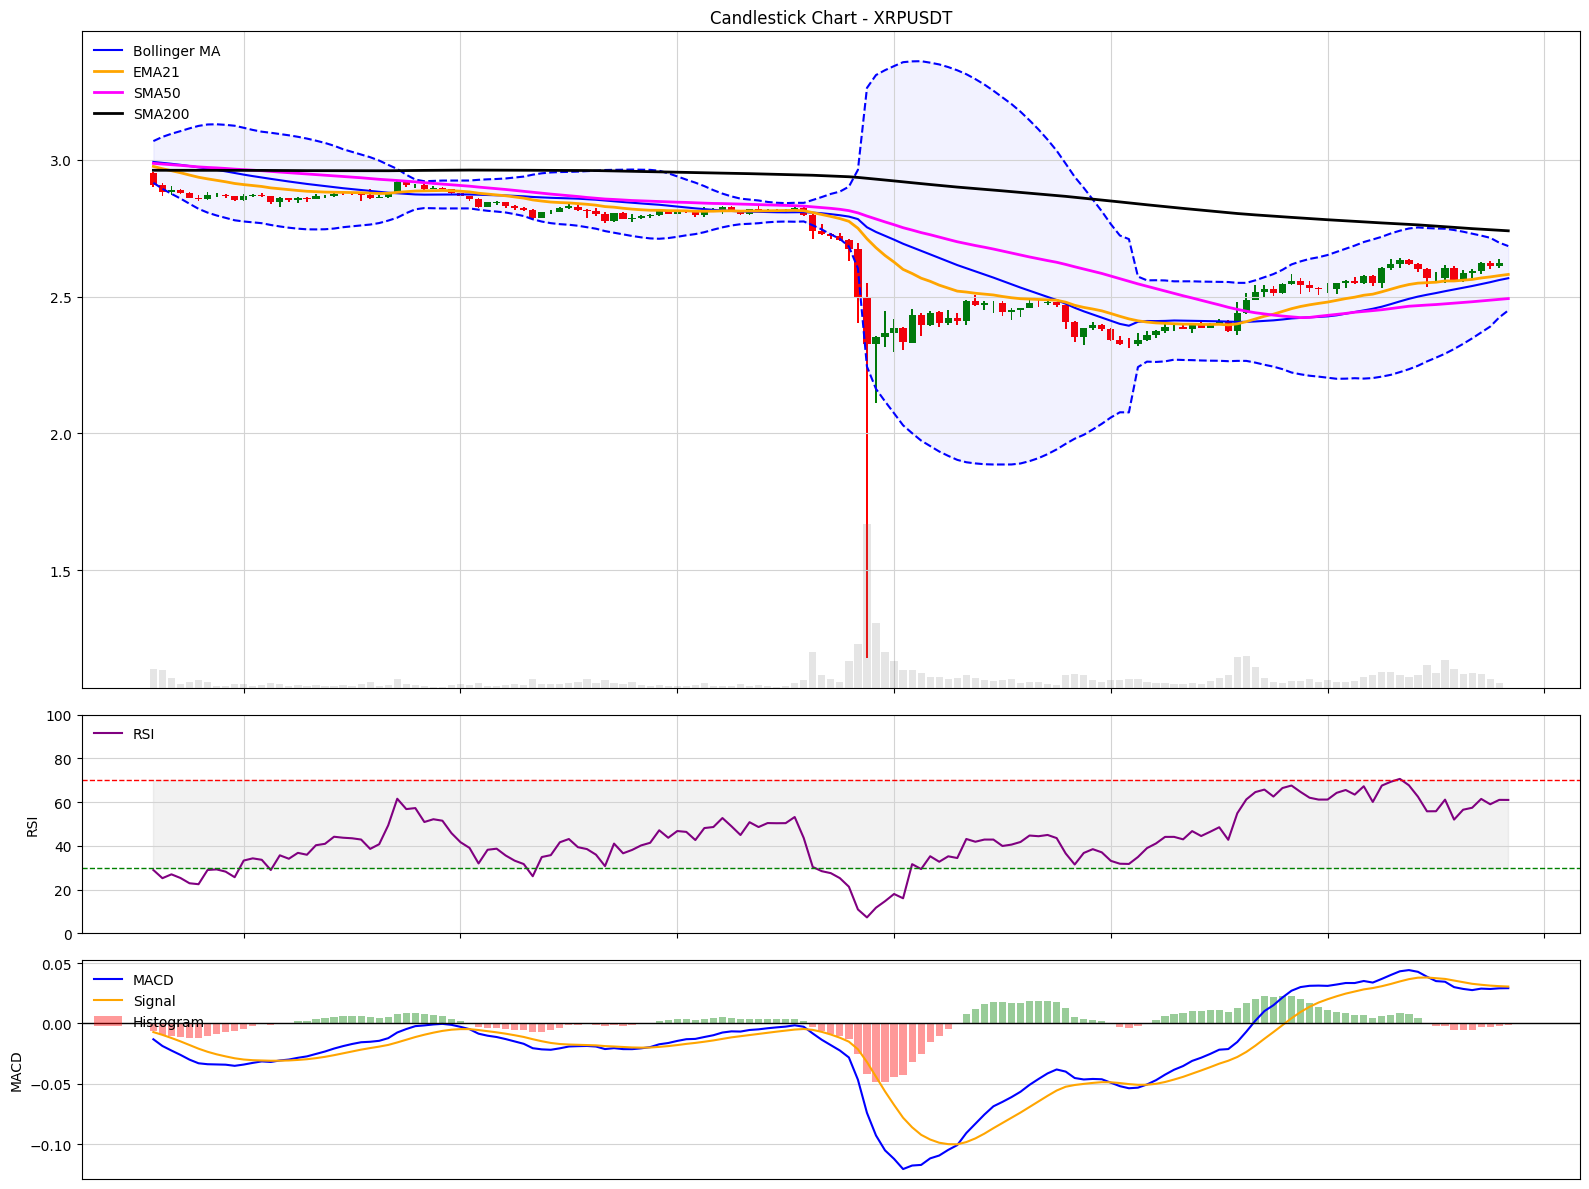 Candlestick Chart - XRPUSDT
Bollinger MA
EMA21
SMA50
SMA200
3.0
2.5
2.0
1.5
100
80
60
40
20
0
RSI
RSI
0.05
0.00
−0.05
−0.10
MACD
MACD
Signal
Histogram